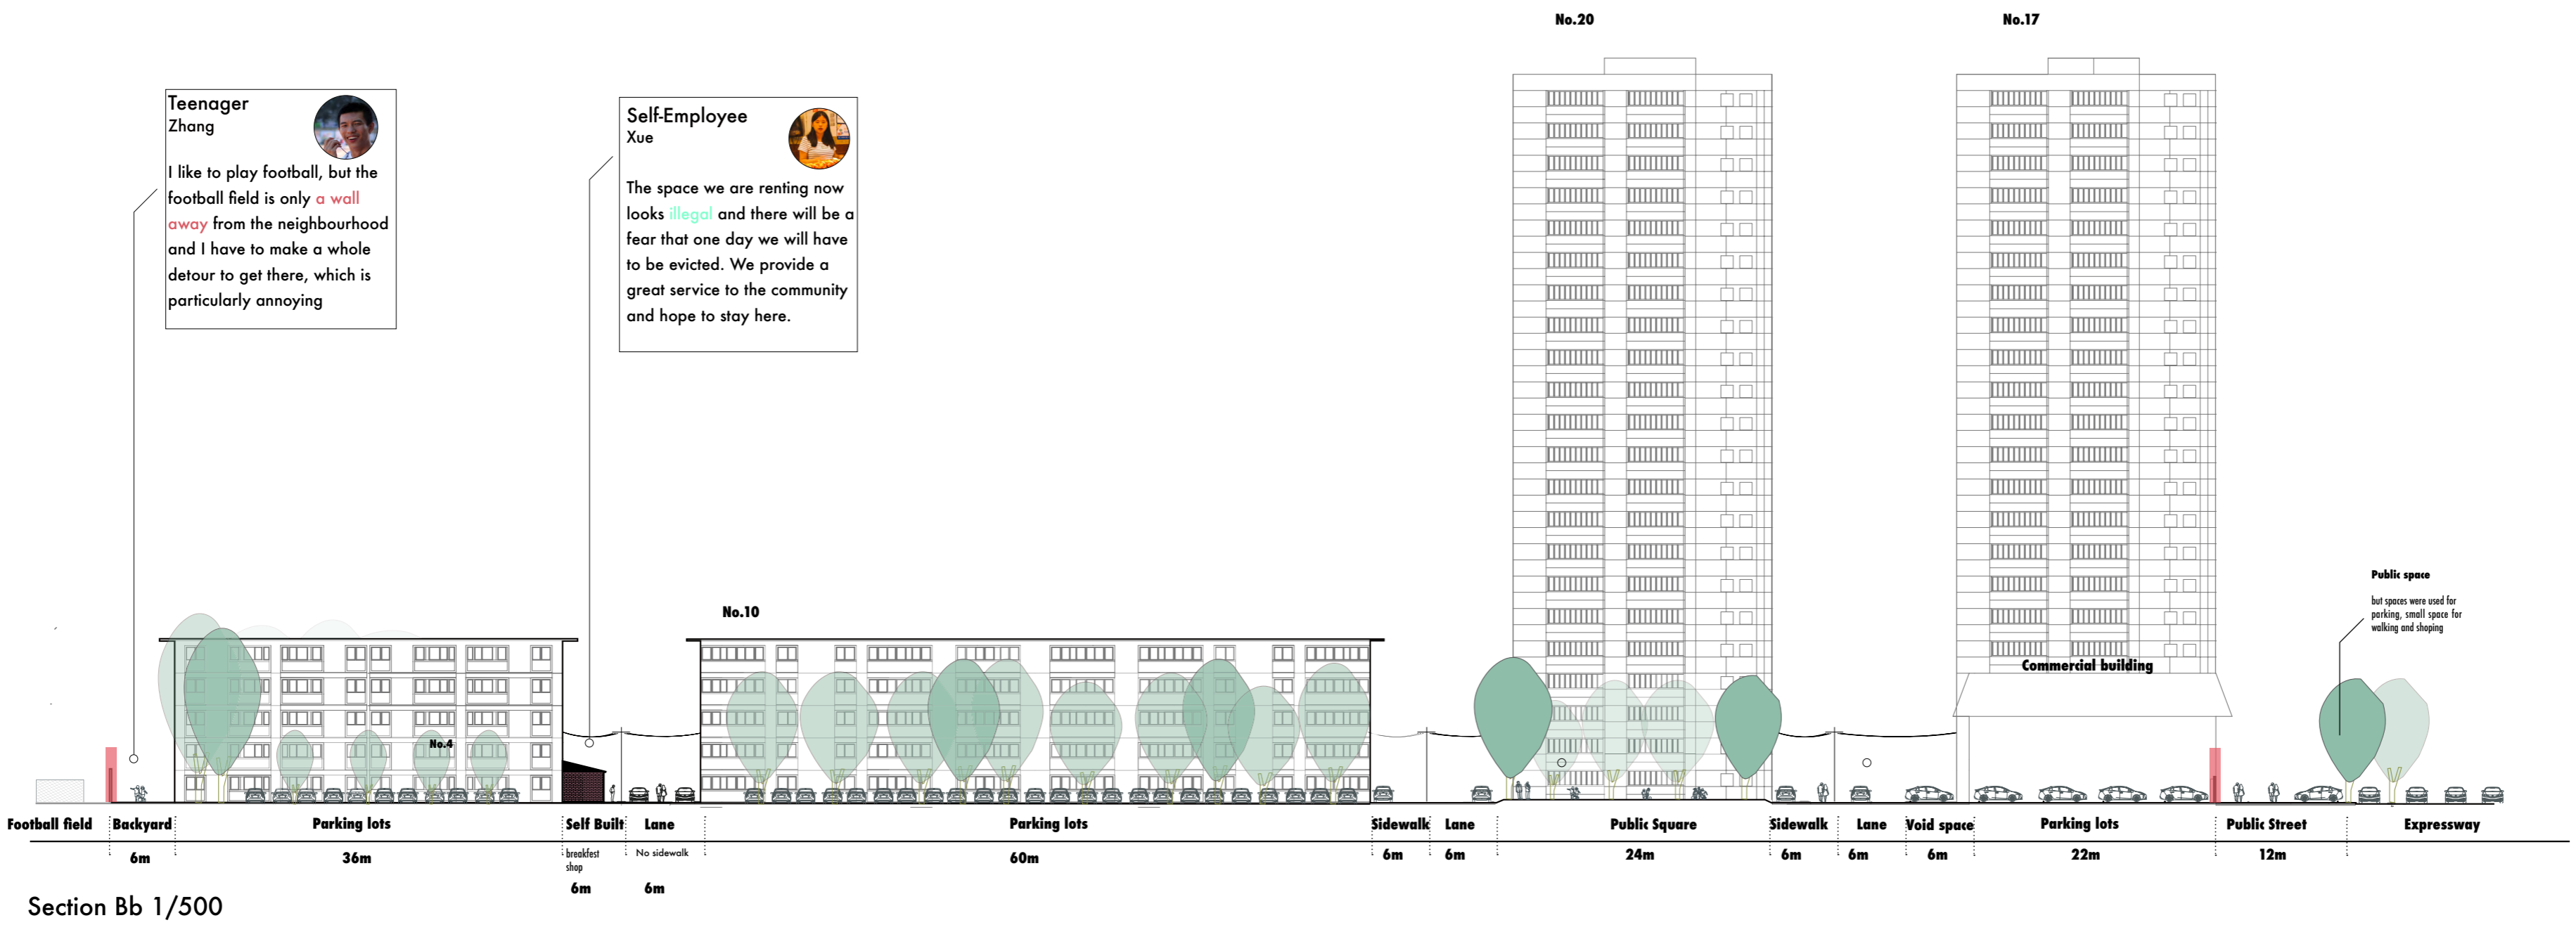 No.20
No.17
Teenager
Zhang
I like to play football, but the
football field is only a wall
away from the neighbourhood
and I have to make a whole
detour to get there, which is
particularly annoying
Self-Employee
Xue
The space we are renting now
looks illegal and there will be a
fear that one day we will have
to be evicted. We provide a
great service to the community
and hope to stay here.
Public space
but spaces were used for
parking, small space for
walking and shoping
No.10
Commercial building
No.4
Football field
Backyard
Parking lots
Self Built
Lane
Parking lots
Sidewalk
Lane
Public Square
Sidewalk
Lane
Void space
Parking lots
Public Street
Expressway
6m
36m
breakfest
shop
No sidewalk
60m
6m
6m
24m
6m
6m
6m
22m
12m
6m
6m
Section Bb 1/500